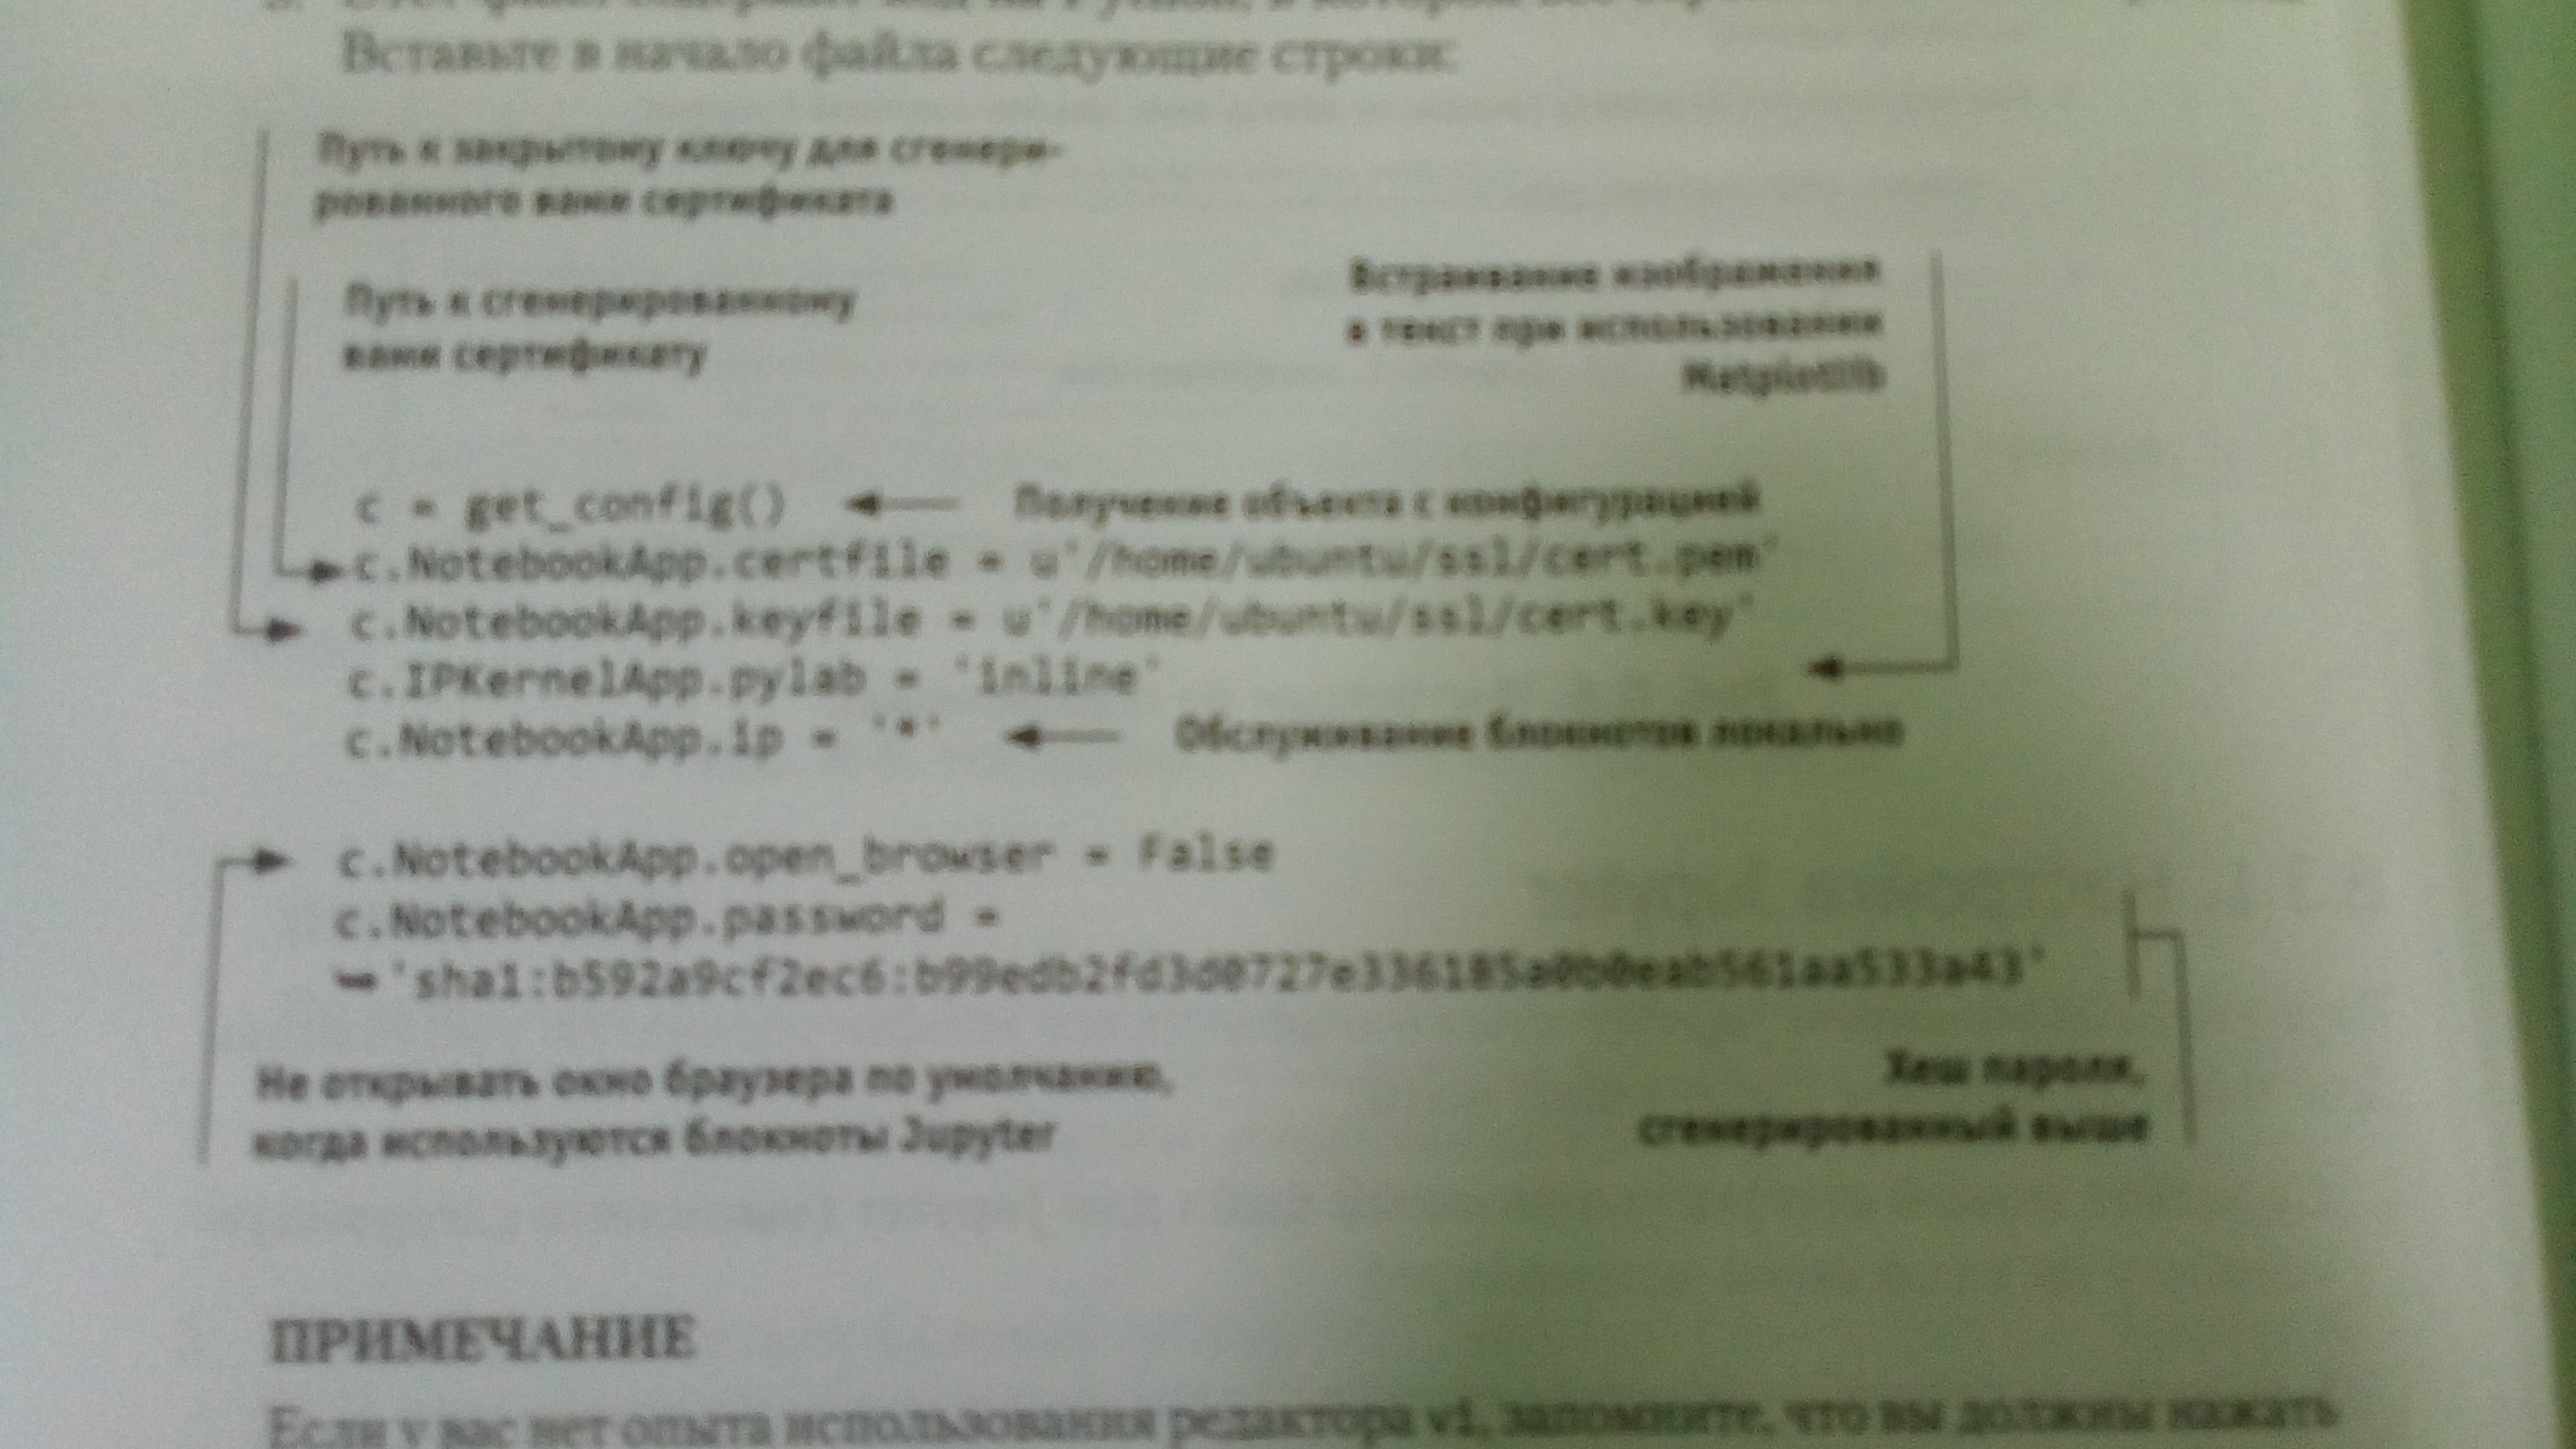 Вставьте в начало файла следующие строки:
Путь к закрытому ключу для сгенери-
рованного вами сертификата
Путь к сгенерированному
вами сертификату
Встраивание изображения
в текст при использовании
Matplotlib
c = get_config()
Получение объекта с конфигурацией
c.NotebookApp.certfile = u'/home/ubuntu/ssl/cert.pem'
c.NotebookApp.keyfile = u'/home/ubuntu/ssl/cert.key'
c.IPKernelApp.pylab = 'inline'
c.NotebookApp.ip = '*'
Обслуживание блокнотов локально
c.NotebookApp.open_browser = False
c.NotebookApp.password =
'sha1:b592a9cf2ec6:b99edb2fd3d0727e336185a0b0eab561aa533a43'
Не открывать окно браузера по умолчанию,
когда используются блокноты Jupyter
Хеш пароля,
сгенерированный выше
ПРИМЕЧАНИЕ
Если у вас нет опыта использования редактора vi, запомните, что вы должны нажать